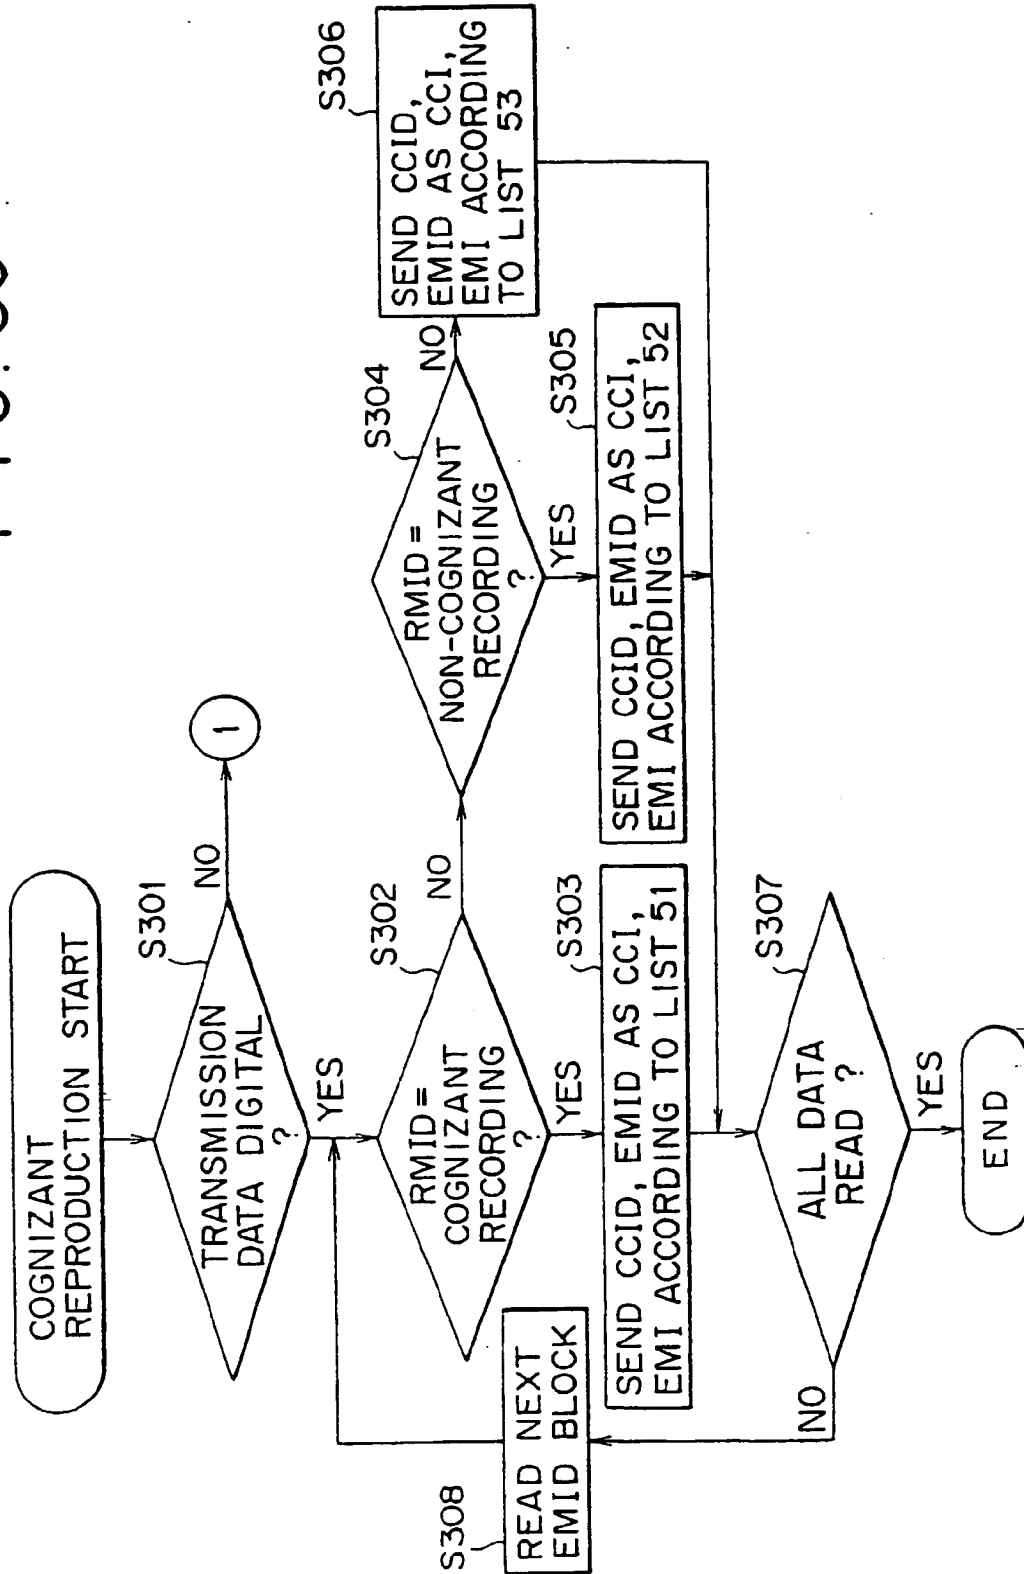 COGNIZANT
REPRODUCTION START
S301
TRANSMISSION
DATA DIGITAL
?
NO
1
YES
S302
RMID=
COGNIZANT
RECORDING
?
NO
YES
S303
SEND CCID, EMID AS CCI,
EMI ACCORDING TO LIST 51
S304
RMID=
NON-COGNIZANT
RECORDING
?
NO
YES
S305
SEND CCID, EMID AS CCI,
EMI ACCORDING TO LIST 52
S306
SEND CCID,
EMID AS CCI,
EMI ACCORDING
TO LIST 53
S307
ALL DATA
READ ?
NO
YES
S308
READ NEXT
EMID BLOCK
END